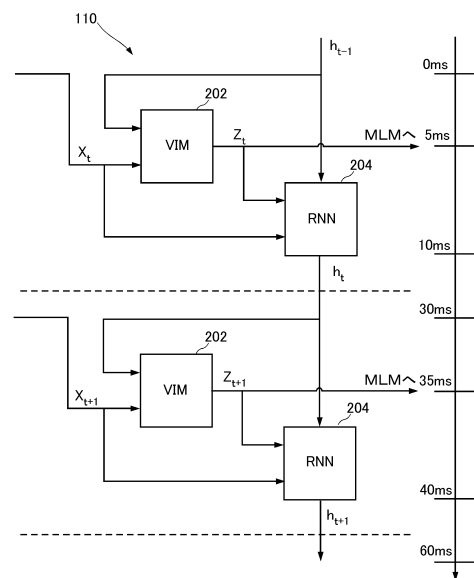 110
h_{t-1}
0ms
202
VIM
X_t
Z_t
MLMへ
5ms
204
RNN
10ms
h_t
30ms
202
VIM
X_{t+1}
Z_{t+1}
MLMへ
35ms
204
RNN
40ms
h_{t+1}
60ms